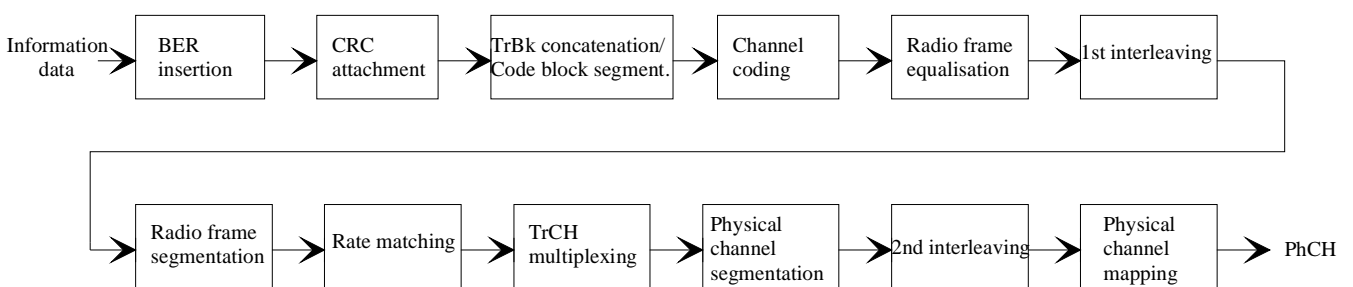 Information
data
BER
insertion
CRC
attachment
TrBk concatenation/
Code block segment.
Channel
coding
Radio frame
equalisation
1st interleaving
Radio frame
segmentation
Rate matching
TrCH
multiplexing
Physical
channel
segmentation
2nd interleaving
Physical
channel
mapping
PhCH